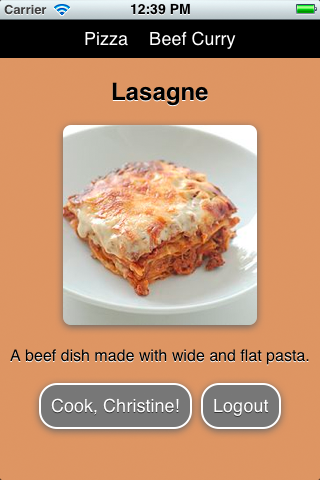 Carrier 12:39 PM
Pizza Beef Curry
Lasagne
A beef dish made with wide and flat pasta.
Cook, Christine! Logout